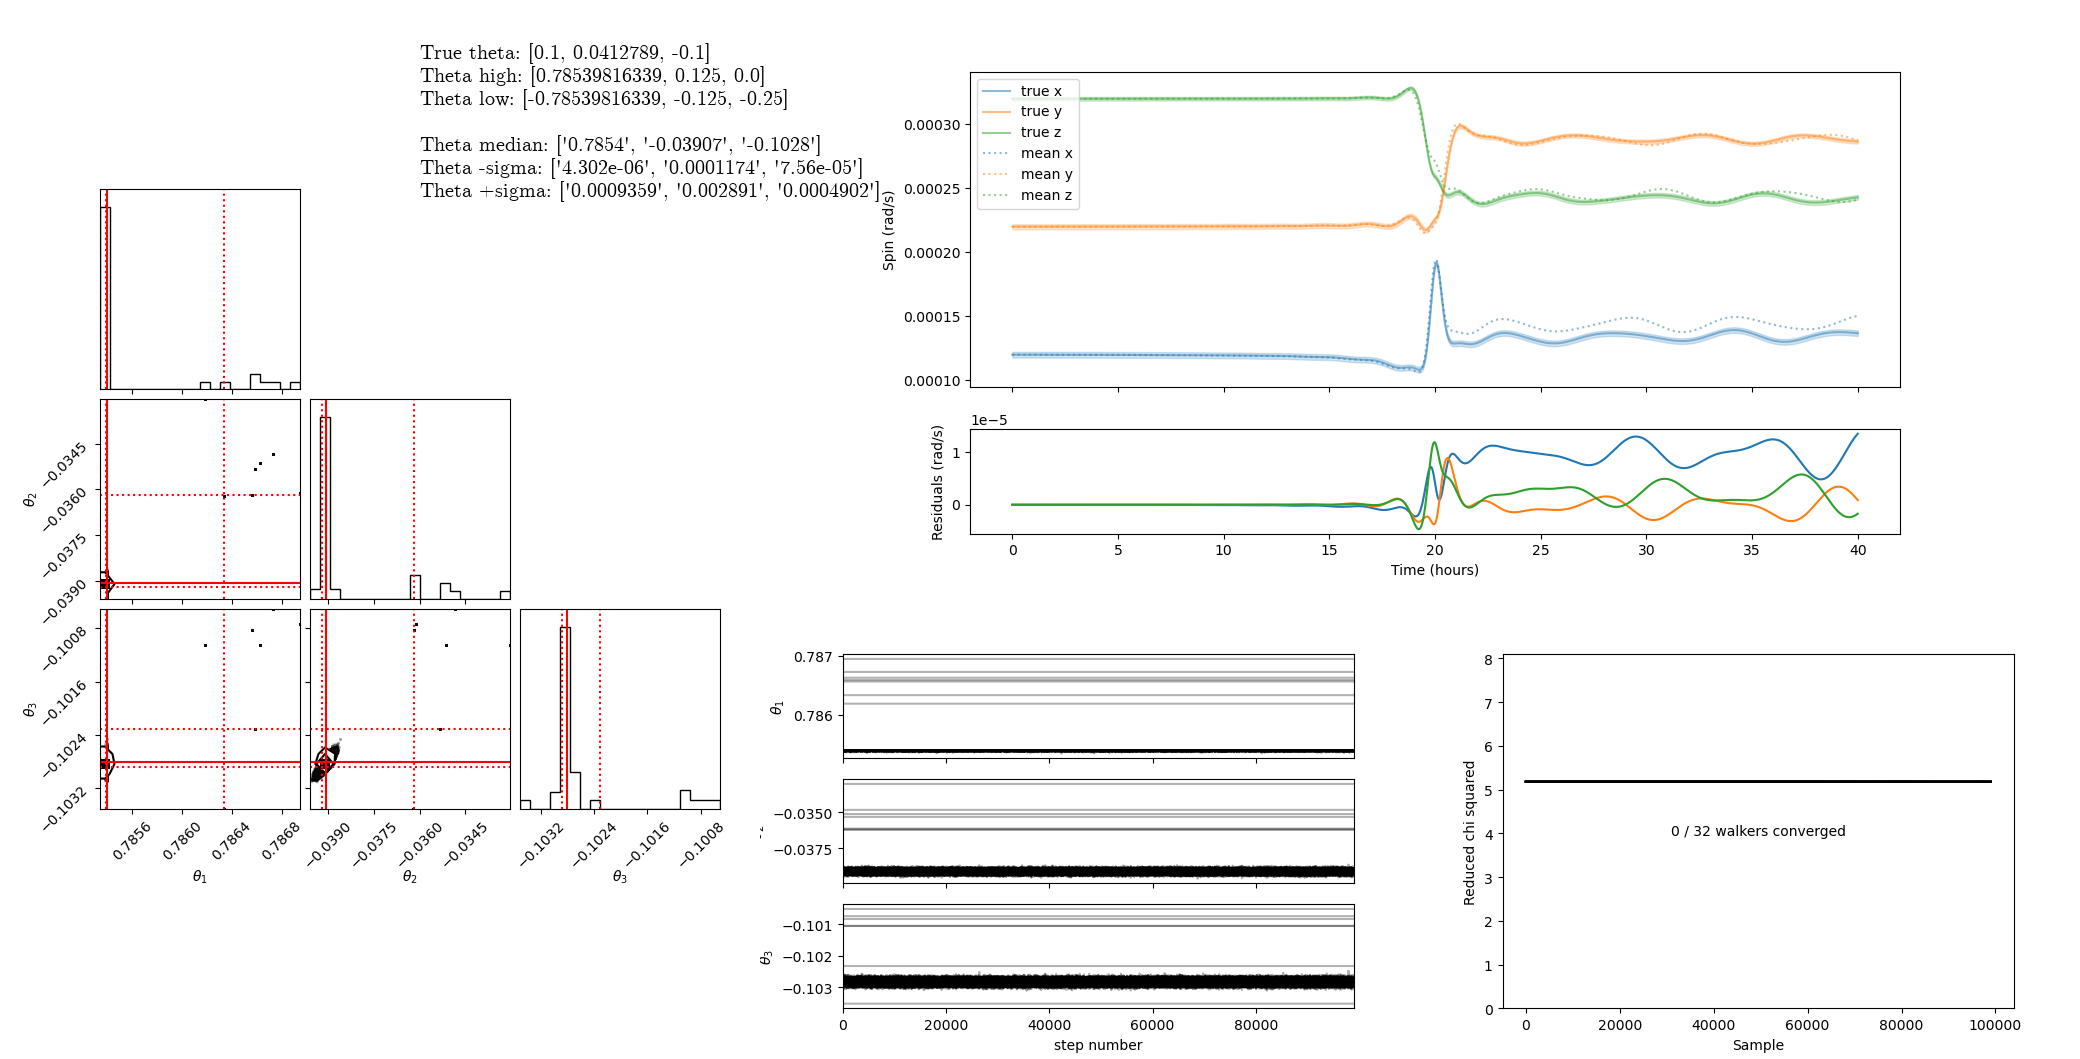 True theta: [0.1, 0.0412789, -0.1]
Theta high: [0.78539816339, 0.125, 0.0]
Theta low: [-0.78539816339, -0.125, -0.25]
Theta median: ['0.7854', '-0.03907', '-0.1028']
Theta -sigma: ['4.302e-06', '0.0001174', '7.56e-05']
Theta +sigma: ['0.0009359', '0.002891', '0.0004902']
θ2
−0.0345
−0.0360
−0.0375
−0.0390
θ3
−0.1008
−0.1016
−0.1024
−0.1032
0.7856
0.7860
0.7864
0.7868
θ1
−0.0390
−0.0375
−0.0360
−0.0345
θ2
−0.1032
−0.1024
−0.1016
−0.1008
θ3
true x
true y
true z
mean x
mean y
mean z
Spin (rad/s)
0.00030
0.00025
0.00020
0.00015
0.00010
1e−5
Residuals (rad/s)
1
0
0
5
10
15
20
25
30
35
40
Time (hours)
θ1
0.787
0.786
−0.0350
−0.0375
θ3
−0.101
−0.102
−0.103
0
20000
40000
60000
80000
step number
Reduced chi squared
8
7
6
5
4
3
2
1
0
0 / 32 walkers converged
0
20000
40000
60000
80000
100000
Sample